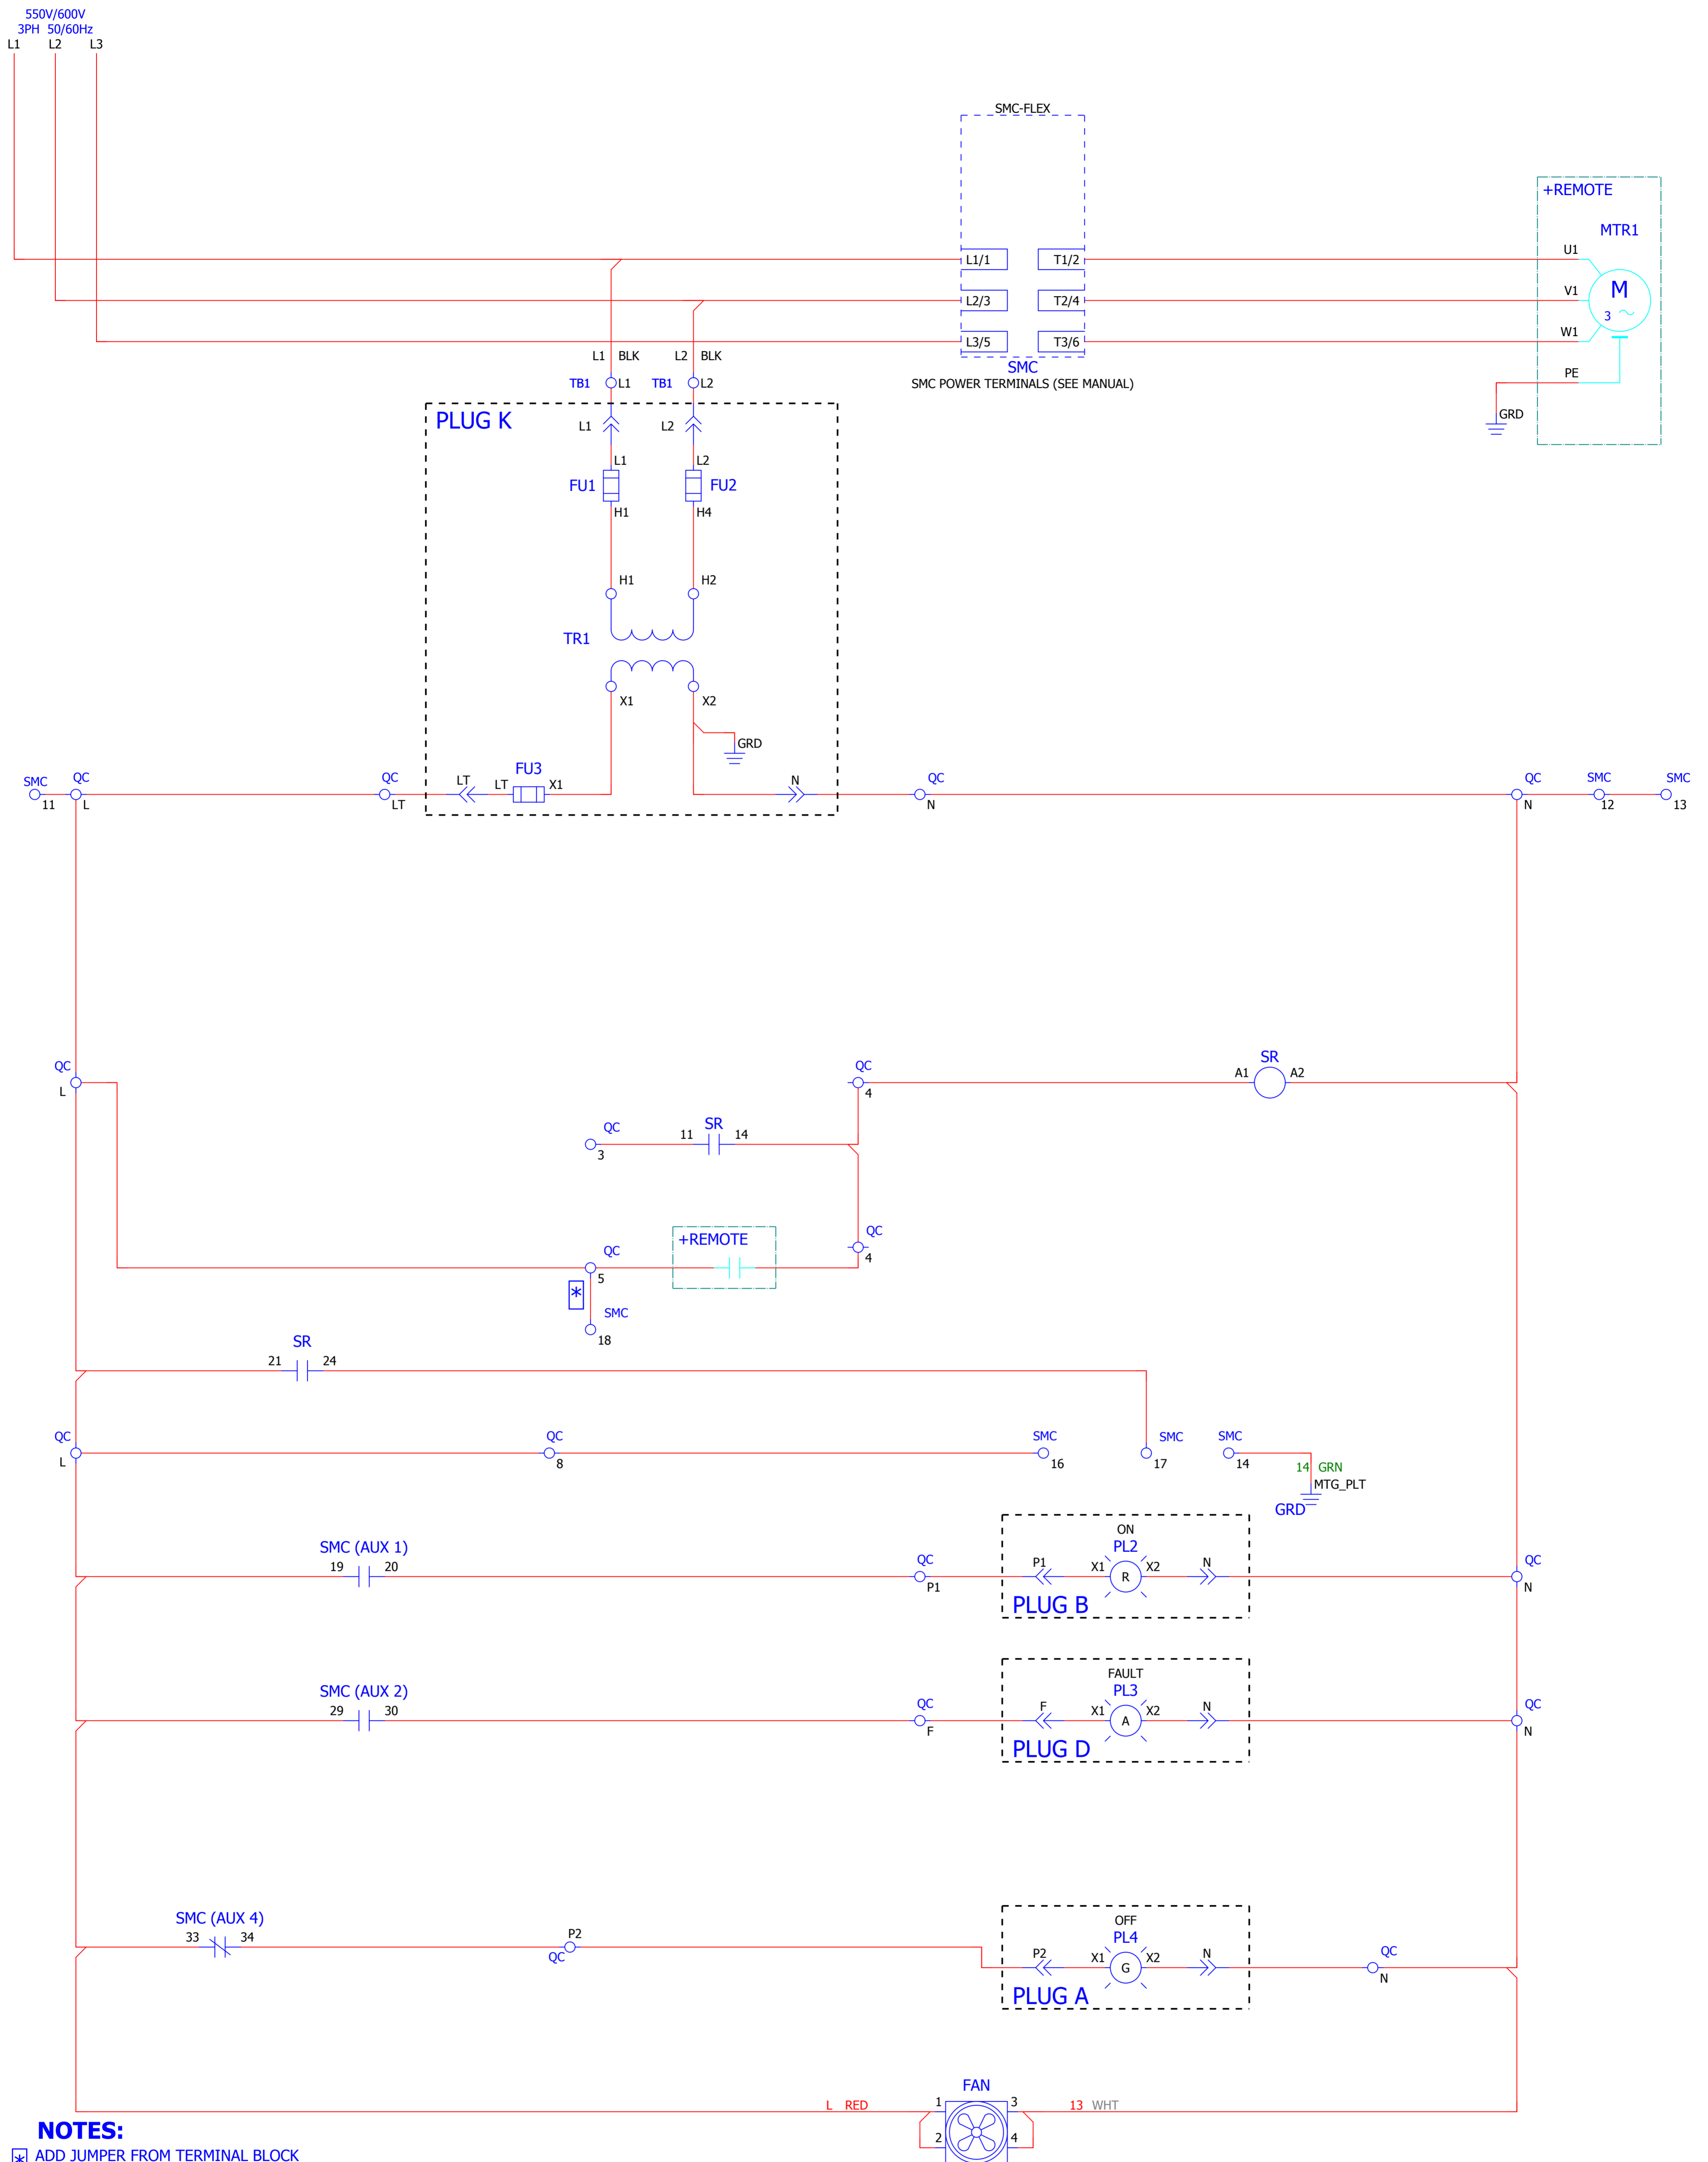 550V/600V
3PH 50/60Hz
L1 L2 L3
SMC-FLEX
+REMOTE
MTR1
L1/1 T1/2 U1
L2/3 T2/4 V1
M
3
L3/5 T3/6 W1
L1 BLK L2 BLK
SMC
SMC POWER TERMINALS (SEE MANUAL)
PE
TB1 L1 TB1 L2
GRD
PLUG K
L1 L2
L1 L2
FU1 FU2
H1 H4
H1 H2
TR1
X1 X2
GRD
SMC QC QC LT LT FU3 X1 N QC QC SMC SMC
11 L LT N N 12 13
QC QC SR
L 4 A1 A2
QC 11 SR 14
3
QC +REMOTE QC
5 4
* SMC
18
SR
21 24
QC QC SMC SMC SMC
L 8 16 17 14
14 GRN
MTG_PLT
GRD
ON
SMC (AUX 1) PL2
19 20 QC P1 X1 X2 N QC
P1 R N
PLUG B
FAULT
SMC (AUX 2) PL3
29 30 QC F X1 X2 N QC
F A N
PLUG D
OFF
SMC (AUX 4) PL4
33 34 P2 P2 X1 X2 N QC
QC G N
PLUG A
FAN
L RED 1 3 13 WHT
2 4
NOTES:
* ADD JUMPER FROM TERMINAL BLOCK